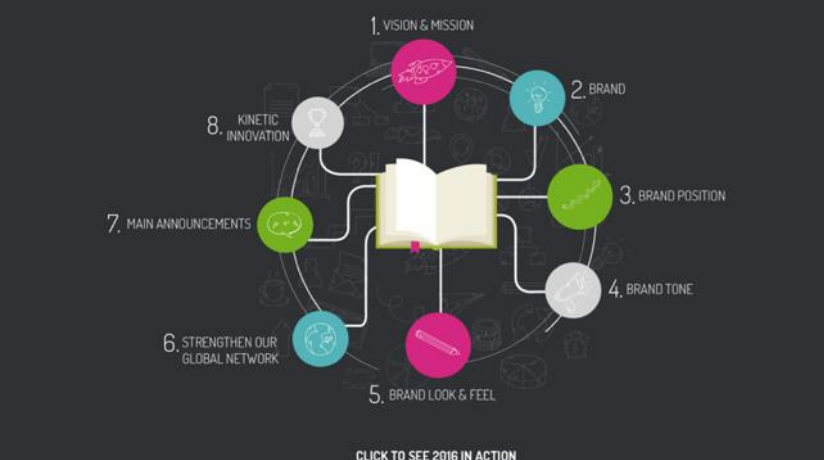 1. VISION & MISSION
2. BRAND
3. BRAND POSITION
4. BRAND TONE
5. BRAND LOOK & FEEL
6. STRENGTHEN OUR
GLOBAL NETWORK
7. MAIN ANNOUNCEMENTS
8. KINETIC
INNOVATION
CLICK TO SEE 2016 IN ACTION